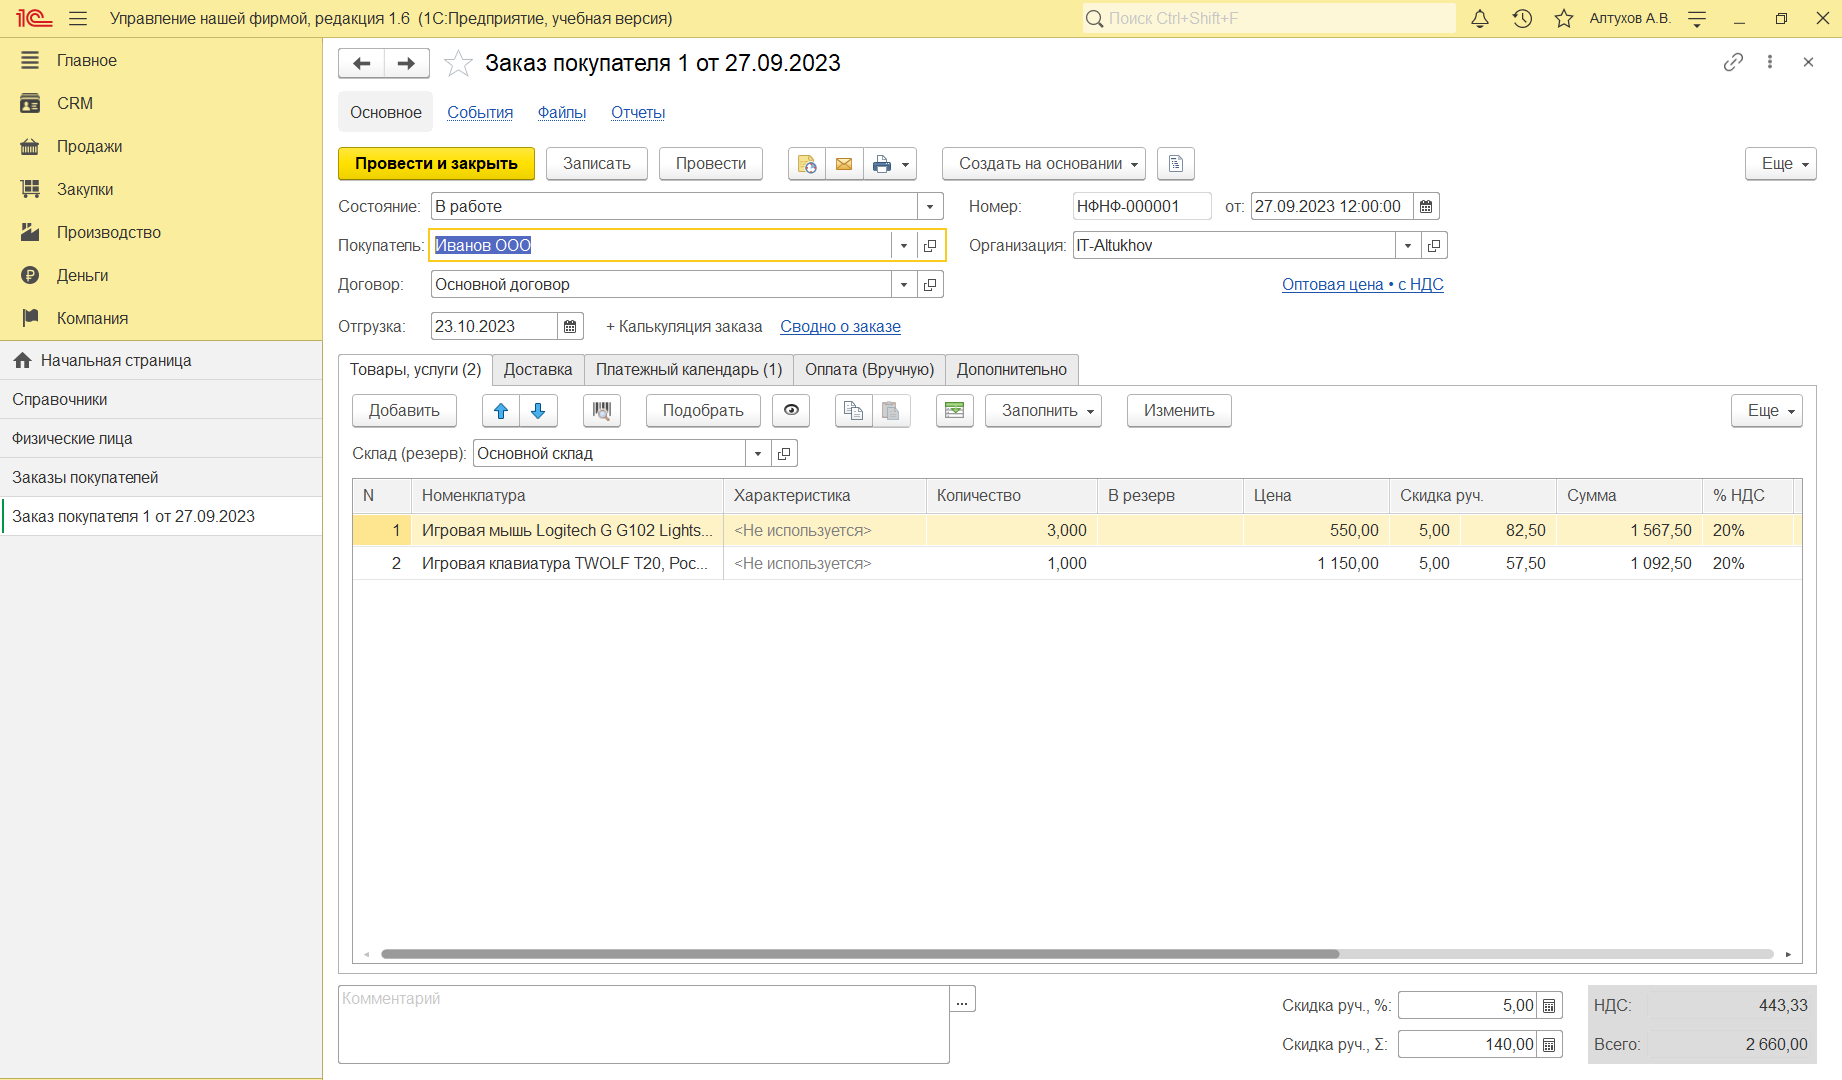 1С Управление нашей фирмой, редакция 1.6 (1С:Предприятие, учебная версия) Поиск Ctrl+Shift+F Алтухов А.В.
Главное
CRM
Продажи
Закупки
Производство
Деньги
Компания
Начальная страница
Справочники
Физические лица
Заказы покупателей
Заказ покупателя 1 от 27.09.2023
Заказ покупателя 1 от 27.09.2023
Основное События Файлы Отчеты
Провести и закрыть Записать Провести Создать на основании Еще
Состояние: В работе Номер: НФНФ-000001 от: 27.09.2023 12:00:00
Покупатель: Иванов ООО Организация: IT-Altukhov
Договор: Основной договор Оптовая цена • с НДС
Отгрузка: 23.10.2023 + Калькуляция заказа Сводно о заказе
Товары, услуги (2) Доставка Платежный календарь (1) Оплата (Вручную) Дополнительно
Добавить Подобрать Заполнить Изменить Еще
Склад (резерв): Основной склад
N Номенклатура Характеристика Количество В резерв Цена Скидка руч. Сумма % НДС
1 Игровая мышь Logitech G G102 Lights... <Не используется> 3,000 550,00 5,00 82,50 1 567,50 20%
2 Игровая клавиатура TWOLF T20, Рос... <Не используется> 1,000 1 150,00 5,00 57,50 1 092,50 20%
Комментарий ...
Скидка руч., %: 5,00 НДС: 443,33
Скидка руч., Σ: 140,00 Всего: 2 660,00